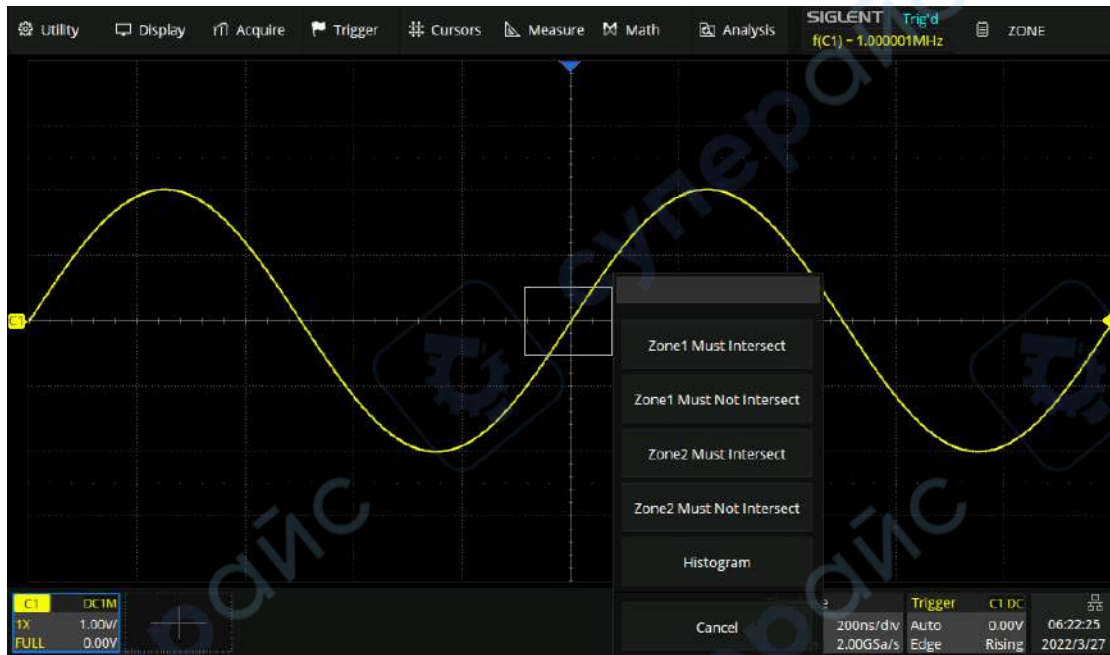 Utility
Display
Acquire
Trigger
Cursors
Measure
Math
Analysis
SIGLENT Trig'd
f(C1) = 1.000001MHz
ZONE
суперайс
C1
Zone1 Must Intersect
Zone1 Must Not Intersect
Zone2 Must Intersect
Zone2 Must Not Intersect
Histogram
Cancel
C1 DC1M
1X 1.00V/
FULL 0.00V
200ns/div
2.00GSa/s
Trigger C1 DC
Auto 0.00V
Edge Rising
06:22:25
2022/3/27